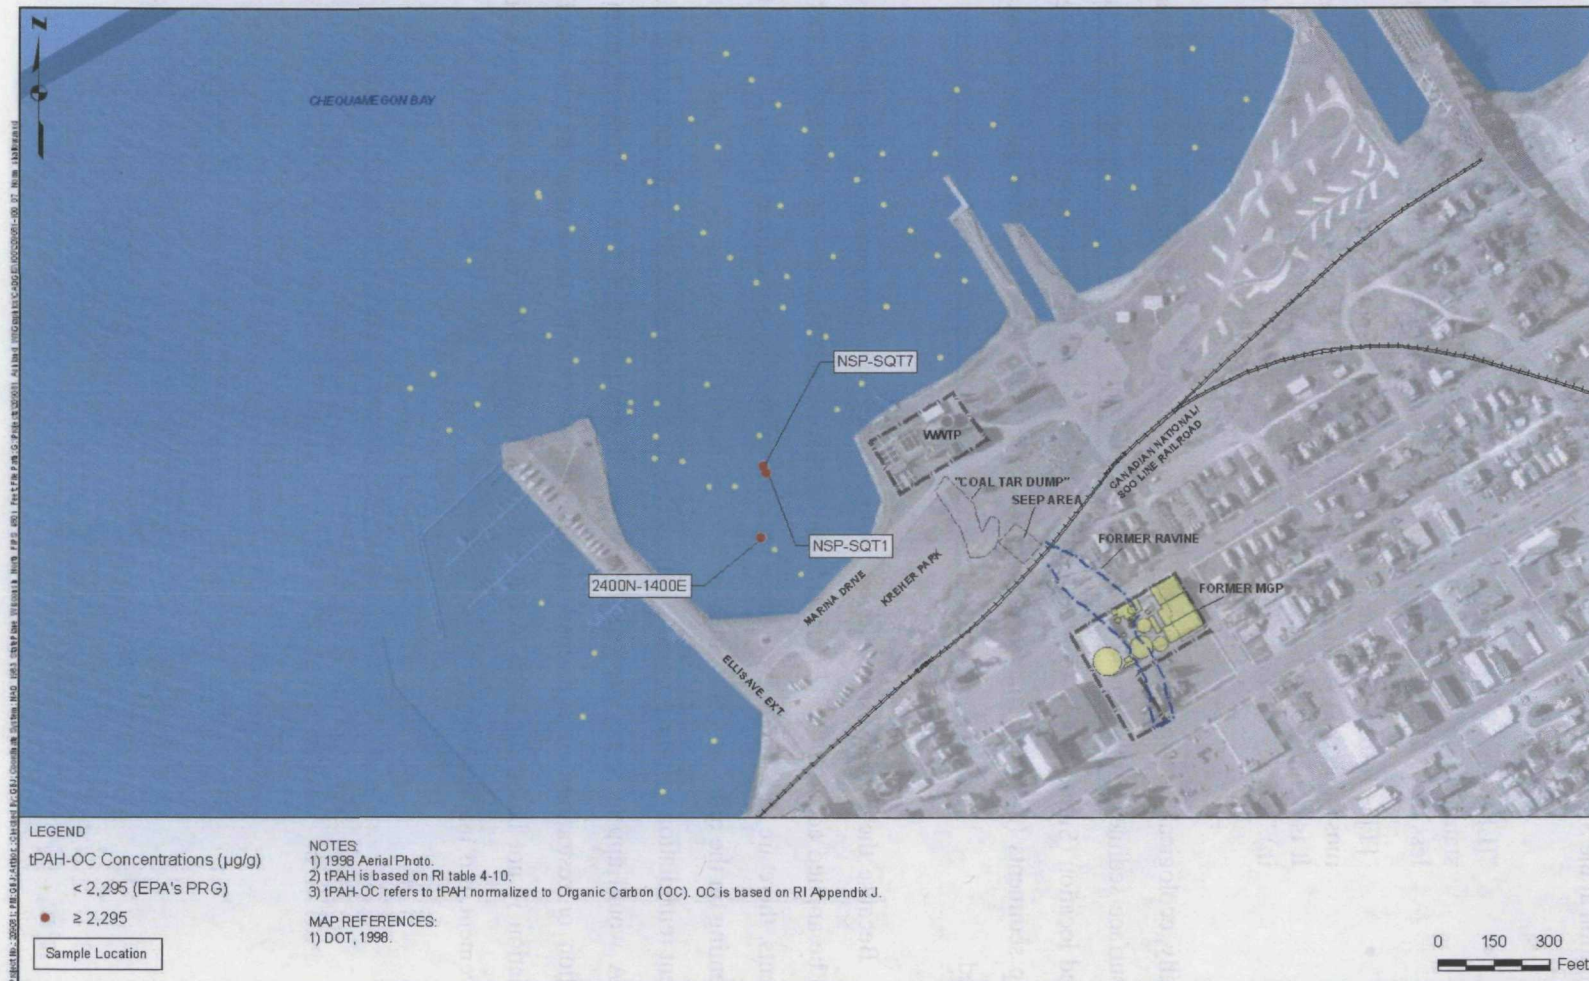 N
CHEQUAMEGON BAY
NSP-SQT7
WWTP
CANADIAN NATIONAL/
SOO LINE RAILROAD
"COAL TAR DUMP"
SEEP AREA
NSP-SQT1
FORMER RAVINE
2400N-1400E
MARINA DRIVE
KREHER PARK
FORMER MGP
ELLIS AVE. EXT.
LEGEND
tPAH-OC Concentrations (µg/g)
< 2,295 (EPA's PRG)
≥ 2,295
Sample Location
NOTES:
1) 1998 Aerial Photo.
2) tPAH is based on RI table 4-10.
3) tPAH-OC refers to tPAH normalized to Organic Carbon (OC). OC is based on RI Appendix J.
MAP REFERENCES:
1) DOT, 1998.
0 150 300
Feet